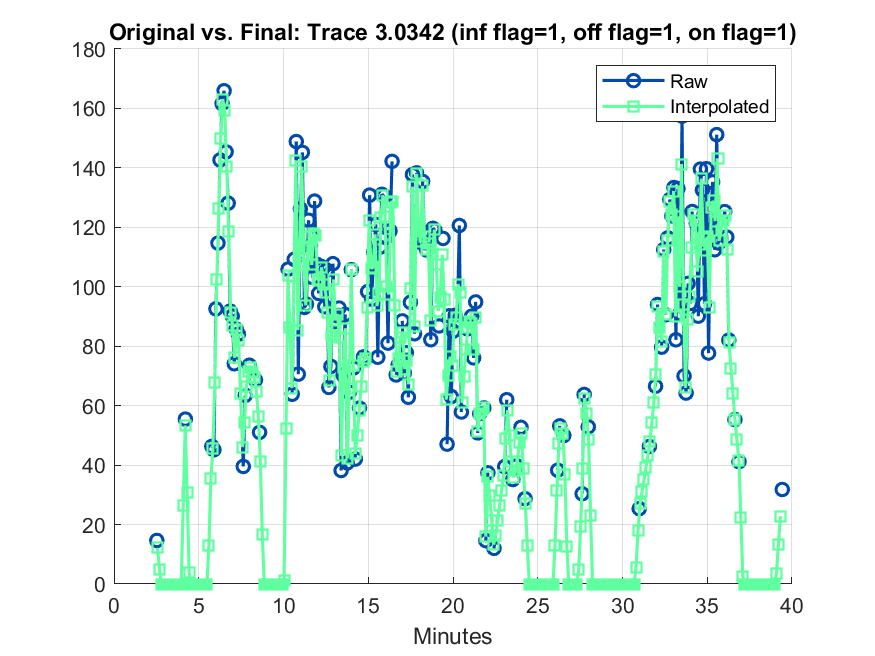 Original vs. Final: Trace 3.0342 (inf flag=1, off flag=1, on flag=1)
180
160
140
120
100
80
60
40
20
0
Raw
Interpolated
0 5 10 15 20 25 30 35 40
Minutes